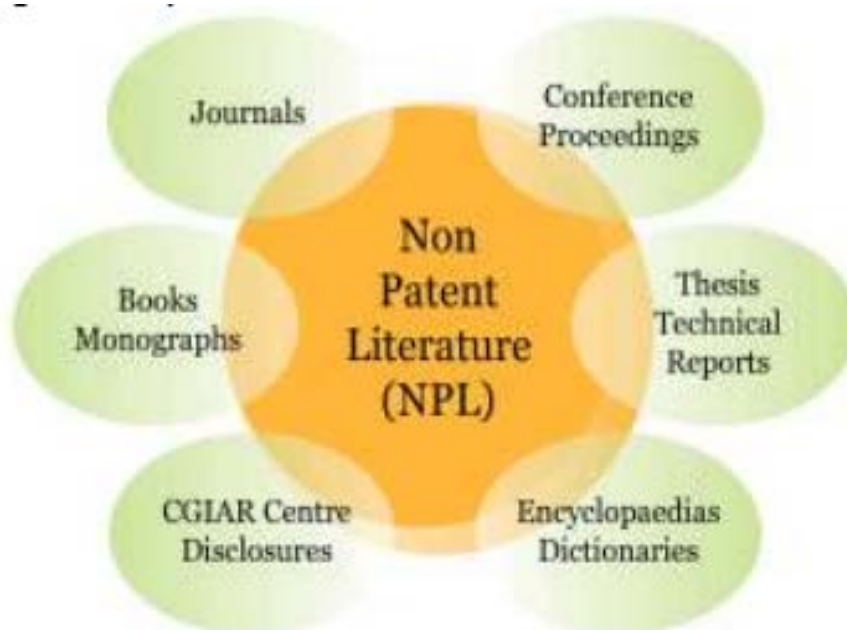 Journals
Conference
Proceedings
Books
Monographs
Non
Patent
Literature
(NPL)
Thesis
Technical
Reports
CGIAR Centre
Disclosures
Encyclopaedias
Dictionaries